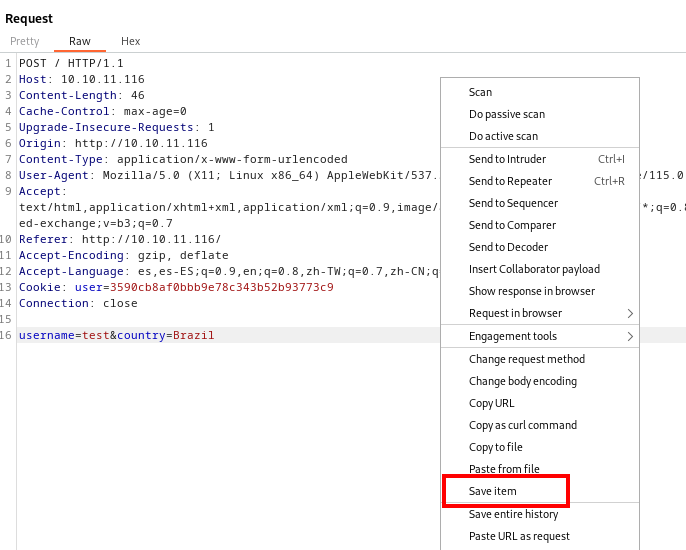 Request
Pretty Raw Hex
1 POST / HTTP/1.1
2 Host: 10.10.11.116
3 Content-Length: 46
4 Cache-Control: max-age=0
5 Upgrade-Insecure-Requests: 1
6 Origin: http://10.10.11.116
7 Content-Type: application/x-www-form-urlencoded
8 User-Agent: Mozilla/5.0 (X11; Linux x86_64) AppleWebKit/537. e/115.0
9 Accept:
text/html,application/xhtml+xml,application/xml;q=0.9,image/ *;q=0.8
ed-exchange;v=b3;q=0.7
10 Referer: http://10.10.11.116/
11 Accept-Encoding: gzip, deflate
12 Accept-Language: es,es-ES;q=0.9,en;q=0.8,zh-TW;q=0.7,zh-CN;q
13 Cookie: user=3590cb8af0bbb9e78c343b52b93773c9
14 Connection: close
15
16 username=test&country=Brazil
Scan
Do passive scan
Do active scan
Send to Intruder Ctrl+I
Send to Repeater Ctrl+R
Send to Sequencer
Send to Comparer
Send to Decoder
Insert Collaborator payload
Show response in browser
Request in browser
Engagement tools
Change request method
Change body encoding
Copy URL
Copy as curl command
Copy to file
Paste from file
Save item
Save entire history
Paste URL as request